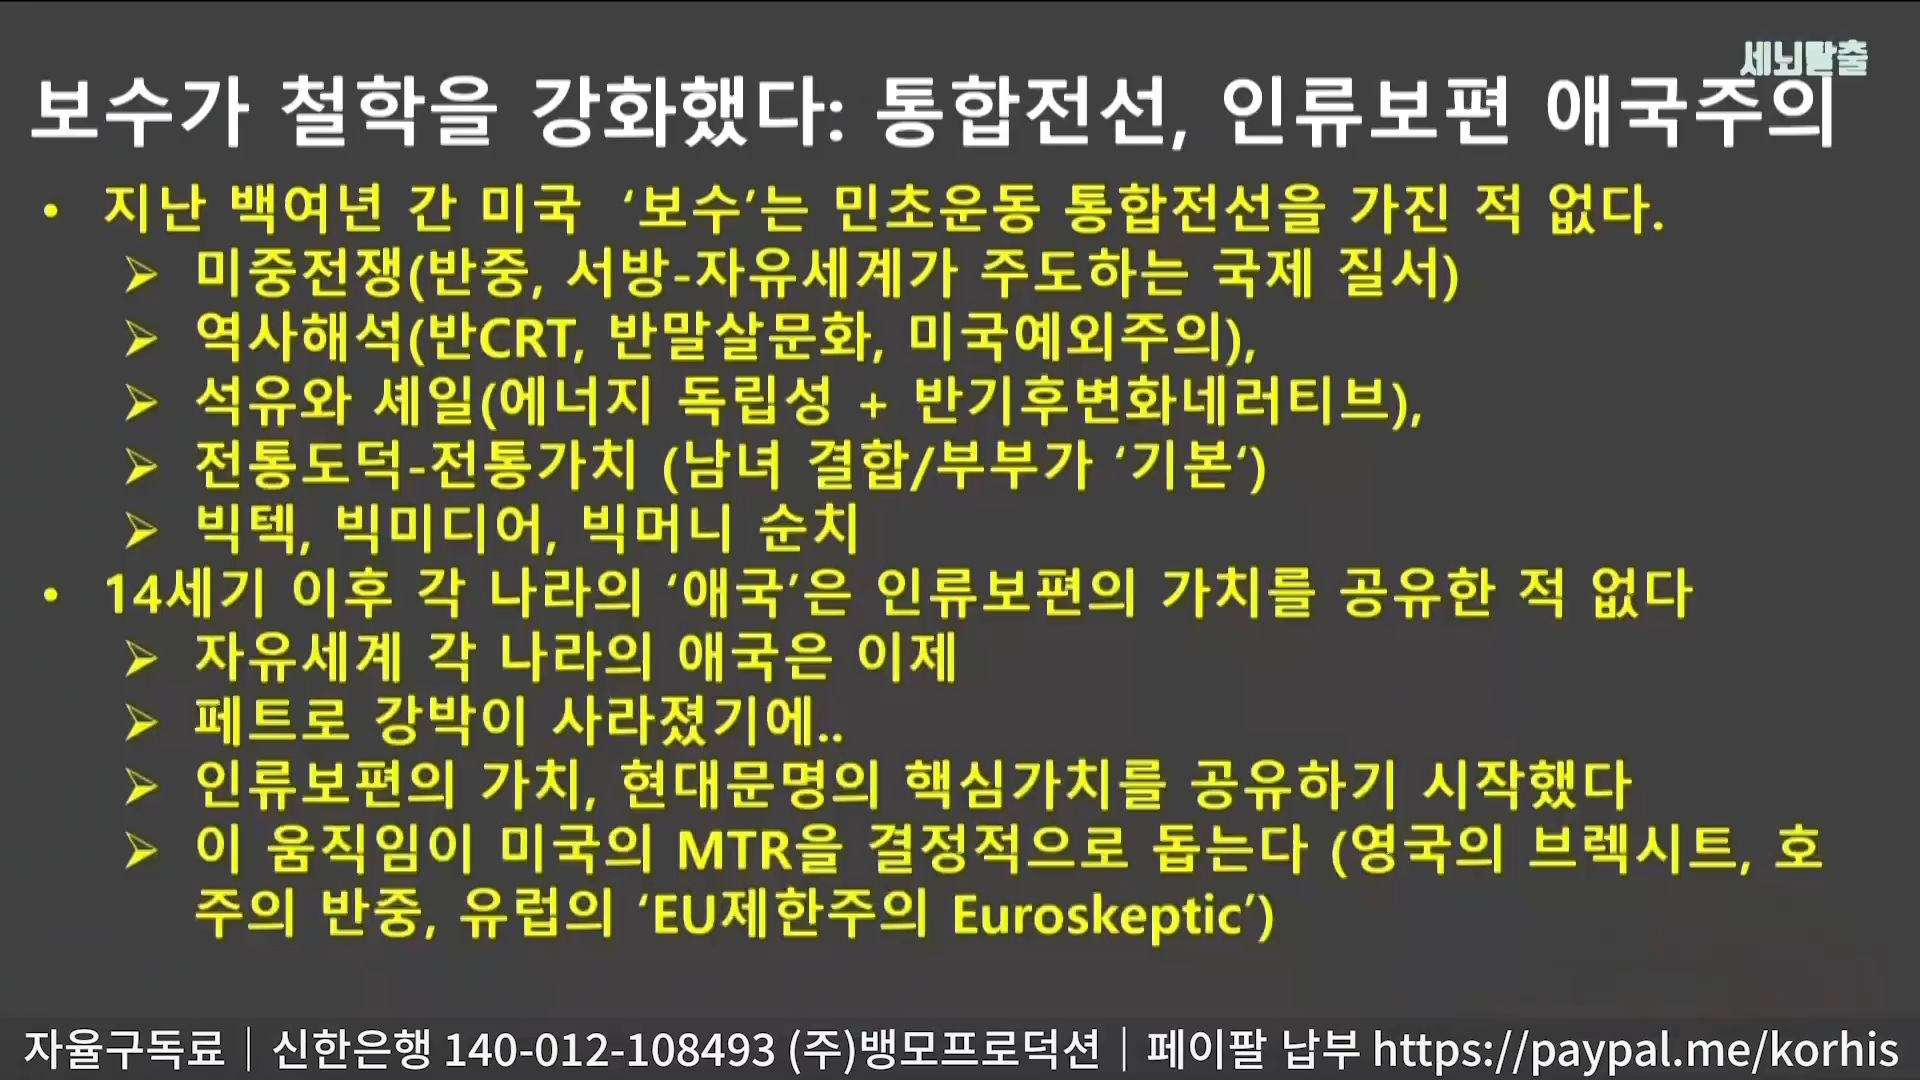 세뇌탈출
보수가 철학을 강화했다: 통합전선, 인류보편 애국주의
• 지난 백여년 간 미국 ‘보수’는 민초운동 통합전선을 가진 적 없다.
➢ 미중전쟁(반중, 서방-자유세계가 주도하는 국제 질서)
➢ 역사해석(반CRT, 반말살문화, 미국예외주의),
➢ 석유와 셰일(에너지 독립성 + 반기후변화네러티브),
➢ 전통도덕-전통가치 (남녀 결합/부부가 ‘기본‘)
➢ 빅텍, 빅미디어, 빅머니 순치
• 14세기 이후 각 나라의 ‘애국’은 인류보편의 가치를 공유한 적 없다
➢ 자유세계 각 나라의 애국은 이제
➢ 페트로 강박이 사라졌기에..
➢ 인류보편의 가치, 현대문명의 핵심가치를 공유하기 시작했다
➢ 이 움직임이 미국의 MTR을 결정적으로 돕는다 (영국의 브렉시트, 호
주의 반중, 유럽의 ‘EU제한주의 Euroskeptic’)
자율구독료｜신한은행 140-012-108493 (주)뱅모프로덕션｜페이팔 납부 https://paypal.me/korhis